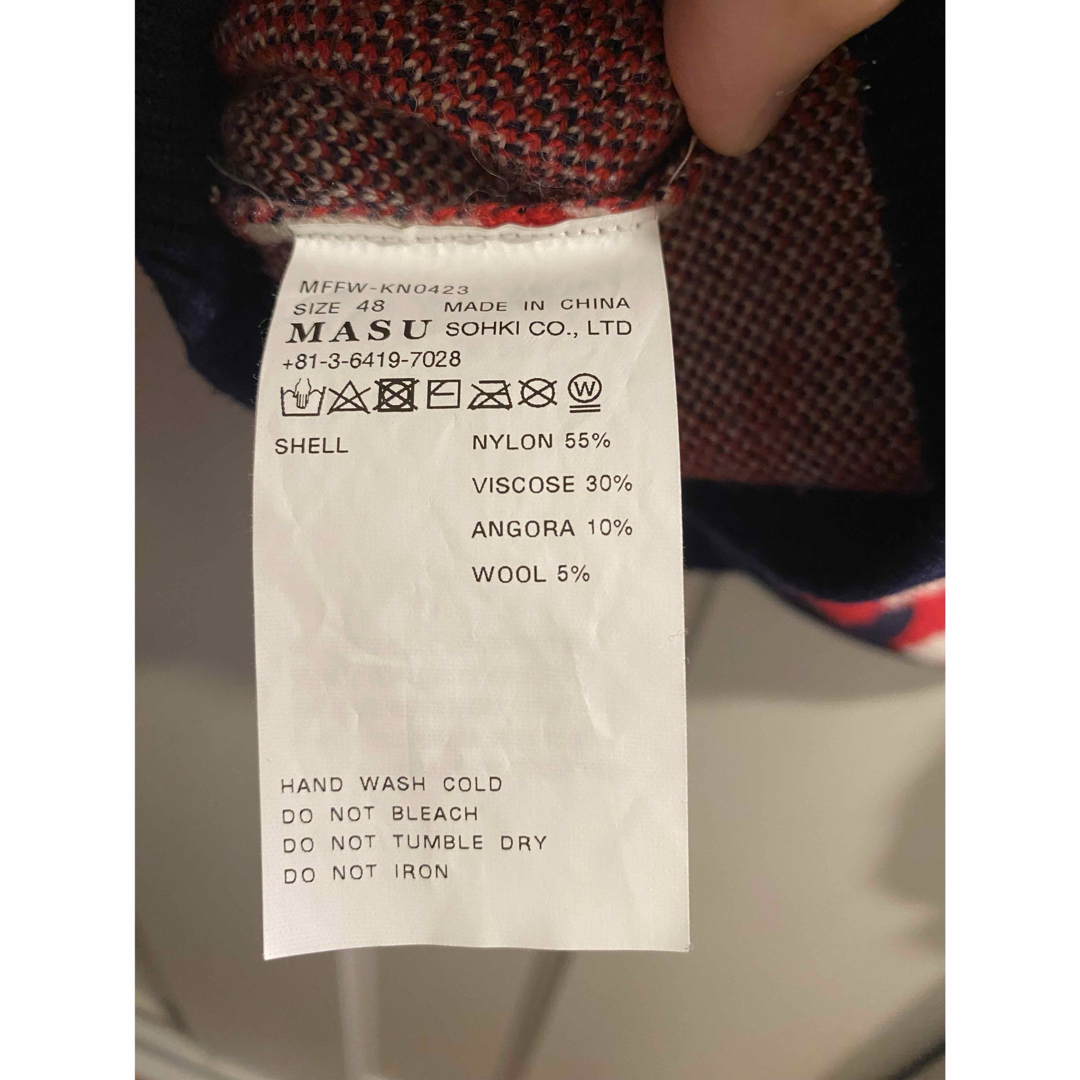 MFFW-KN0423
SIZE 48 MADE IN CHINA
MASU SOHKI CO., LTD
+81-3-6419-7028
W
SHELL NYLON 55%
VISCOSE 30%
ANGORA 10%
WOOL 5%
HAND WASH COLD
DO NOT BLEACH
DO NOT TUMBLE DRY
DO NOT IRON